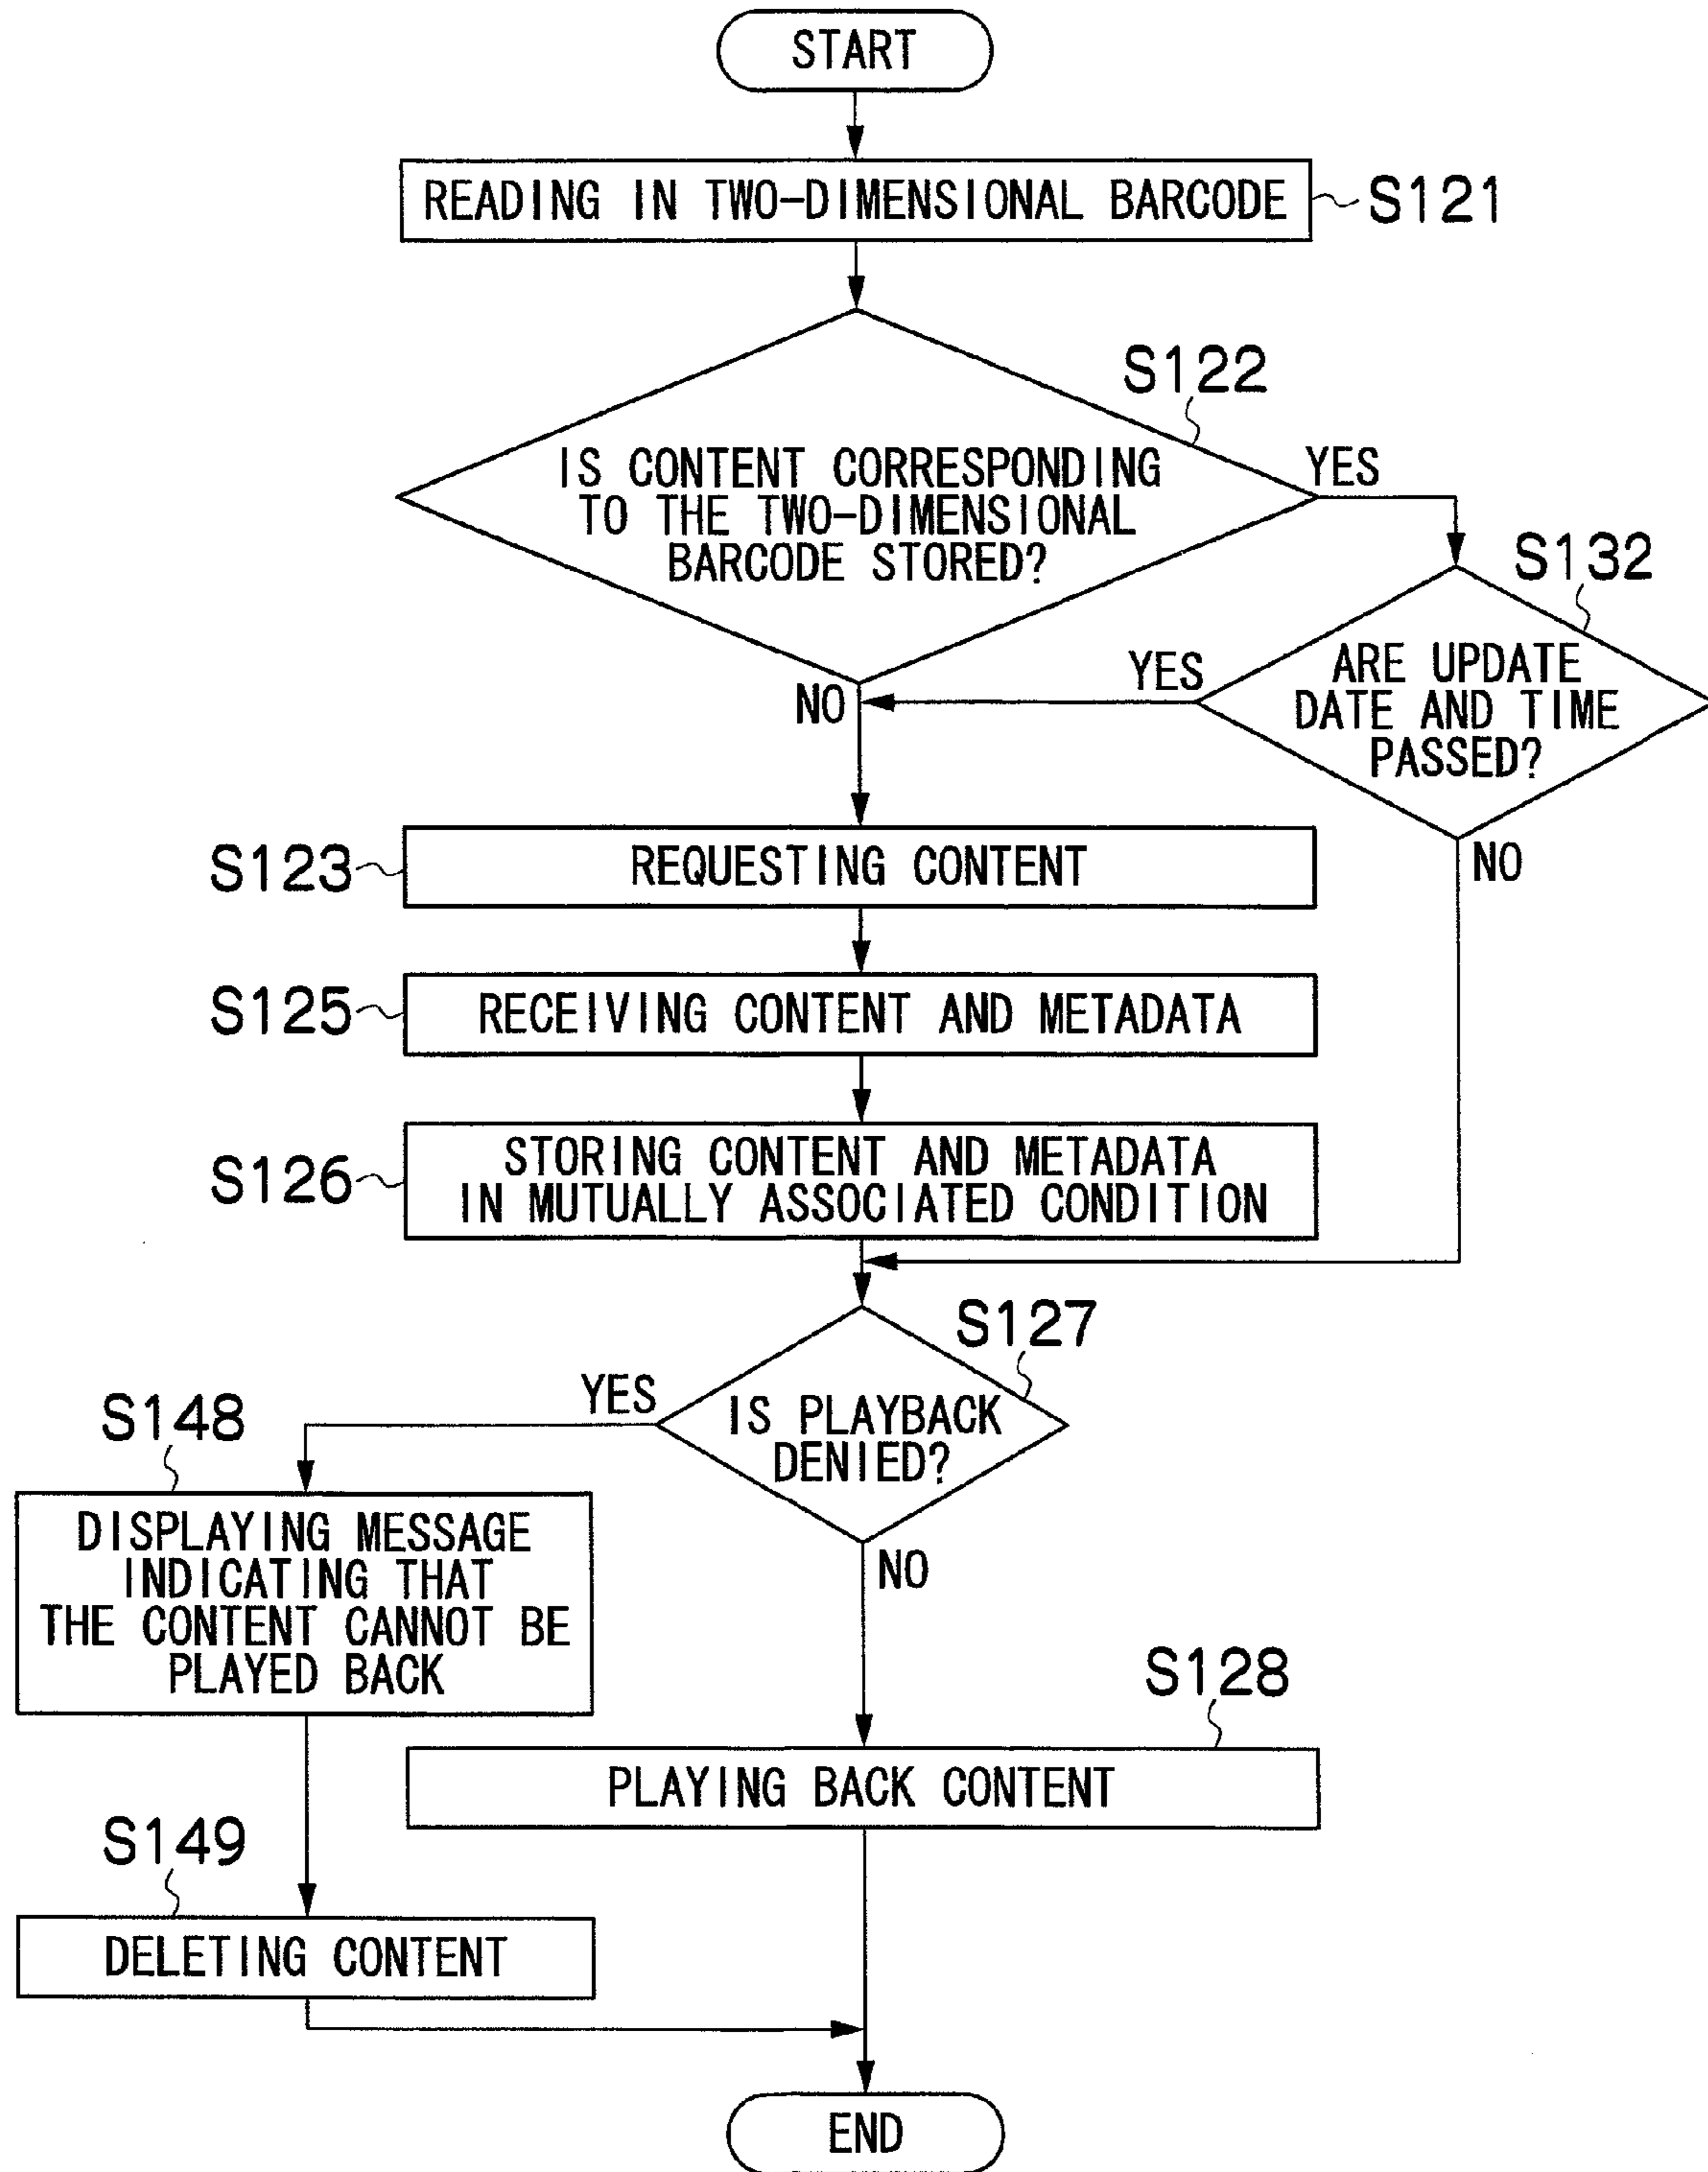 START
READING IN TWO-DIMENSIONAL BARCODE
S121
S122
IS CONTENT CORRESPONDING
TO THE TWO-DIMENSIONAL
BARCODE STORED?
YES
NO
S132
ARE UPDATE
DATE AND TIME
PASSED?
YES
NO
S123
REQUESTING CONTENT
S125
RECEIVING CONTENT AND METADATA
S126
STORING CONTENT AND METADATA
IN MUTUALLY ASSOCIATED CONDITION
S127
IS PLAYBACK
DENIED?
YES
NO
S148
DISPLAYING MESSAGE
INDICATING THAT
THE CONTENT CANNOT BE
PLAYED BACK
S128
PLAYING BACK CONTENT
S149
DELETING CONTENT
END